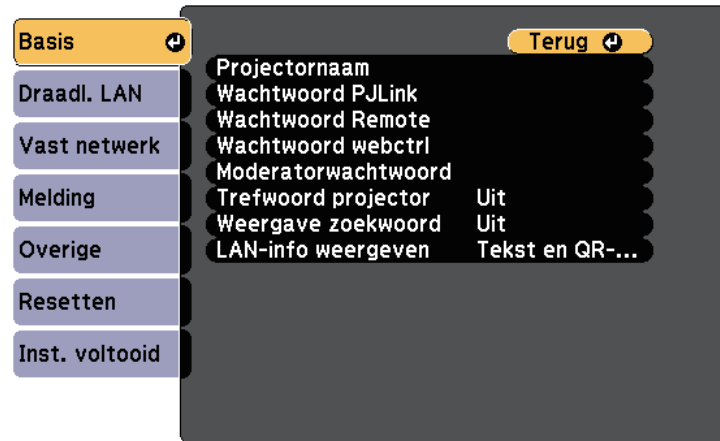 Basis
Draadl. LAN
Vast netwerk
Melding
Overige
Resetten
Inst. voltooid
Terug
Projectornaam
Wachtwoord PJLink
Wachtwoord Remote
Wachtwoord webctrl
Moderatorwachtwoord
Trefwoord projector Uit
Weergave zoekwoord Uit
LAN-info weergeven Tekst en QR-...